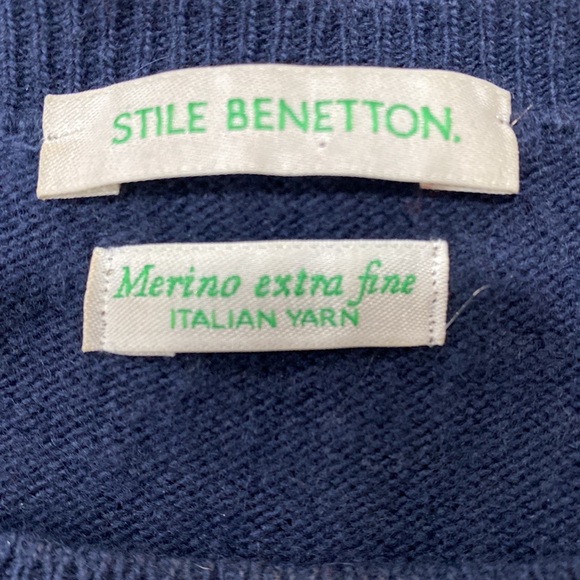 STILE BENETTON.
Merino extra fine
ITALIAN YARN